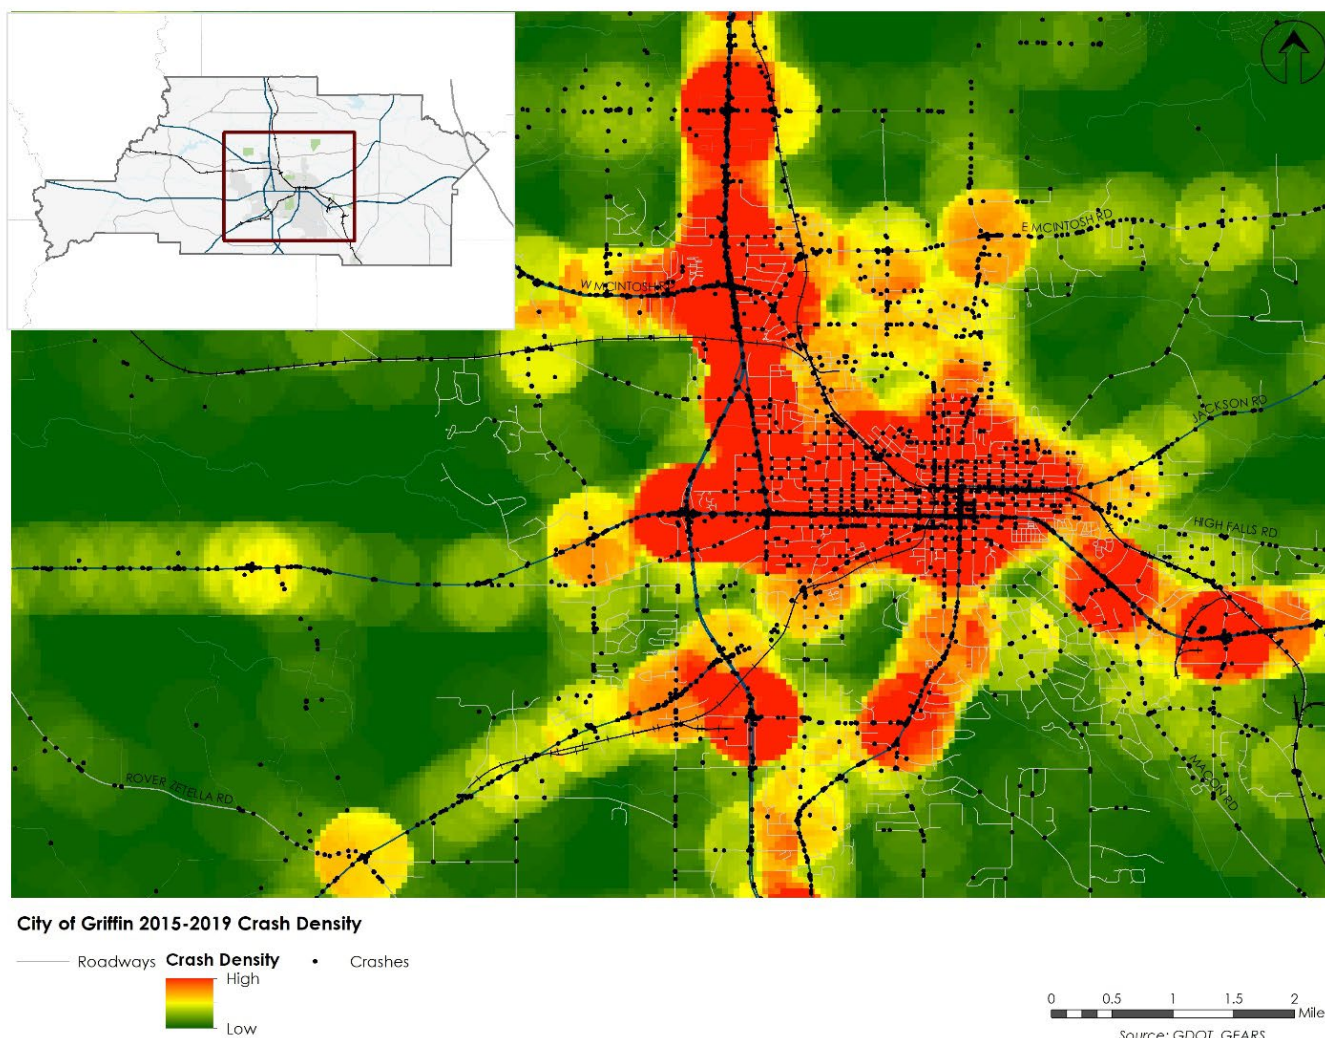 E MCINTOSH RD
W MCINTOSH RD
JACKSON RD
HIGH FALLS RD
MACON RD
ROVER ZETELLA RD
City of Griffin 2015-2019 Crash Density
Roadways Crash Density Crashes
High
Low
0 0.5 1 1.5 2
Mile
Source: GDOT, GEARS